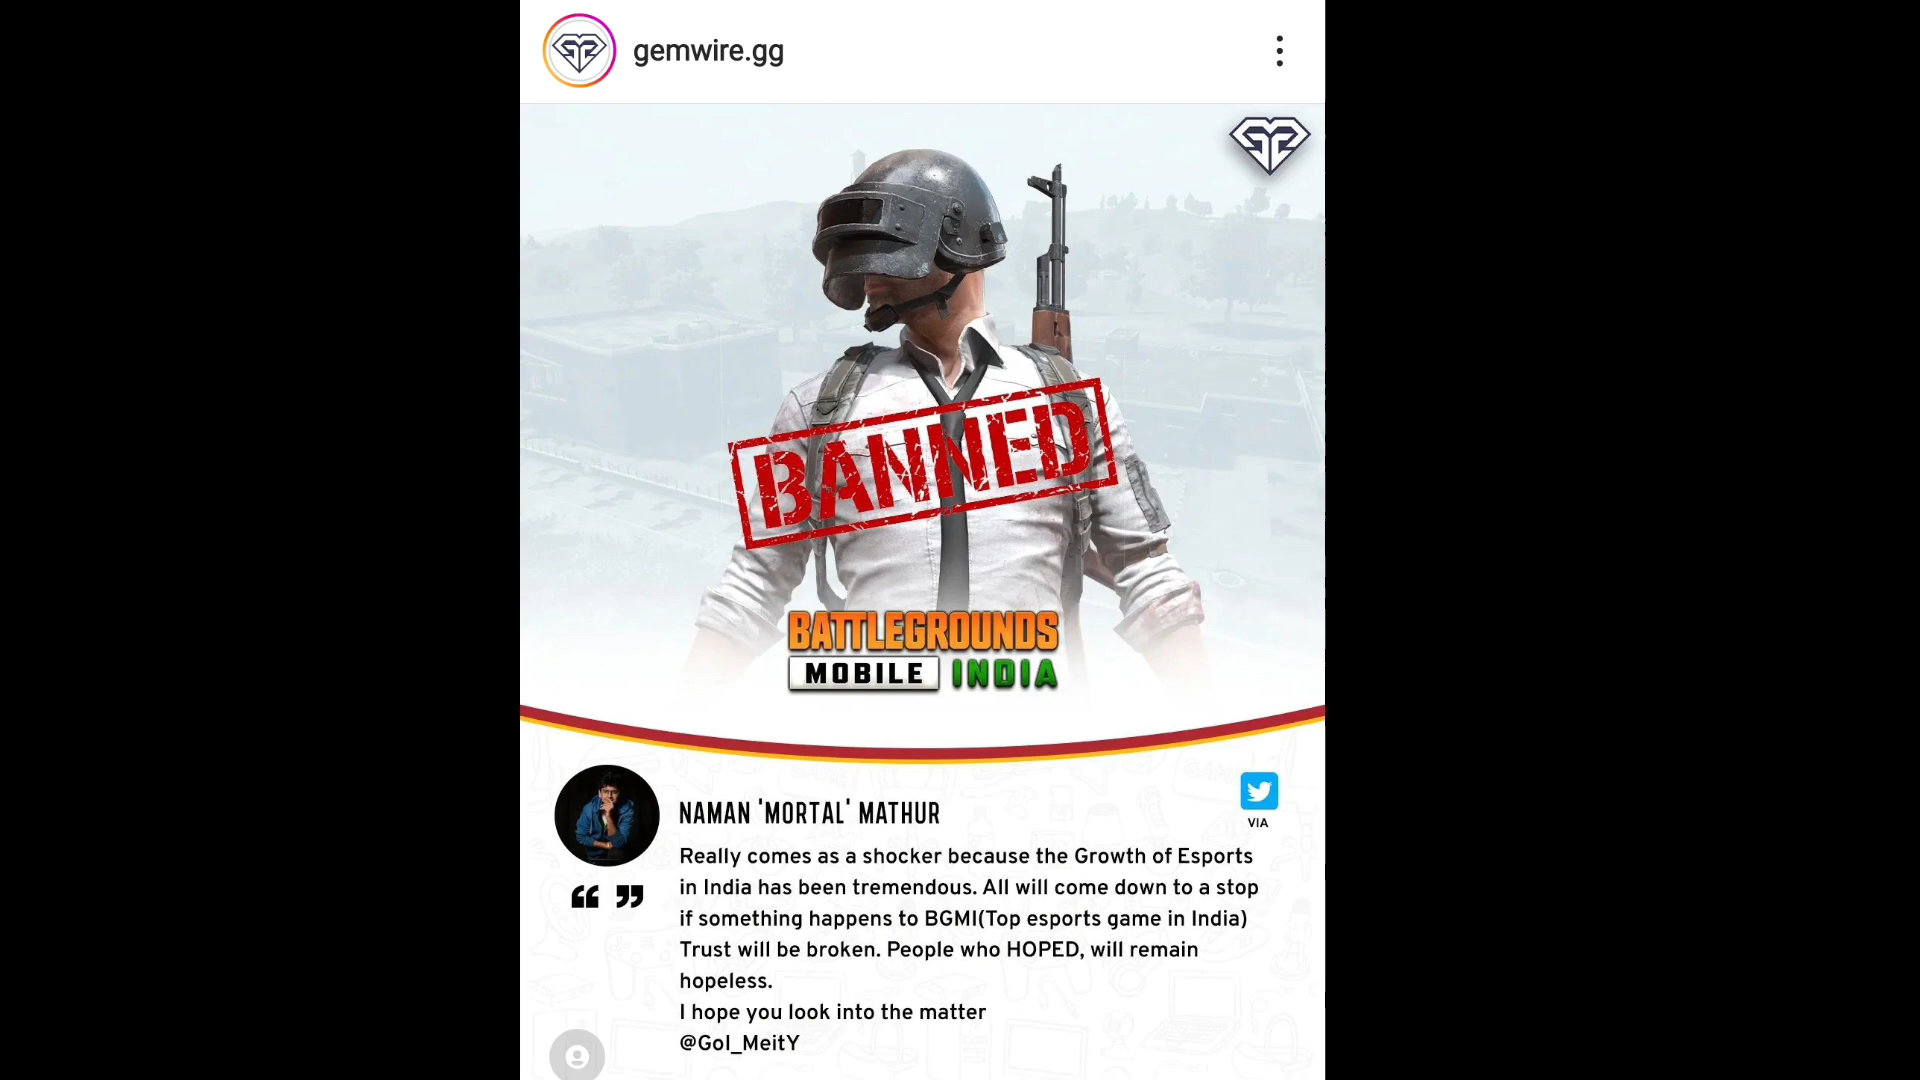 gemwire.gg
BANNED
BATTLEGROUNDS
MOBILE INDIA
NAMAN 'MORTAL' MATHUR
VIA
Really comes as a shocker because the Growth of Esports
in India has been tremendous. All will come down to a stop
if something happens to BGMI(Top esports game in India)
Trust will be broken. People who HOPED, will remain
hopeless.
I hope you look into the matter
@GoI_MeitY